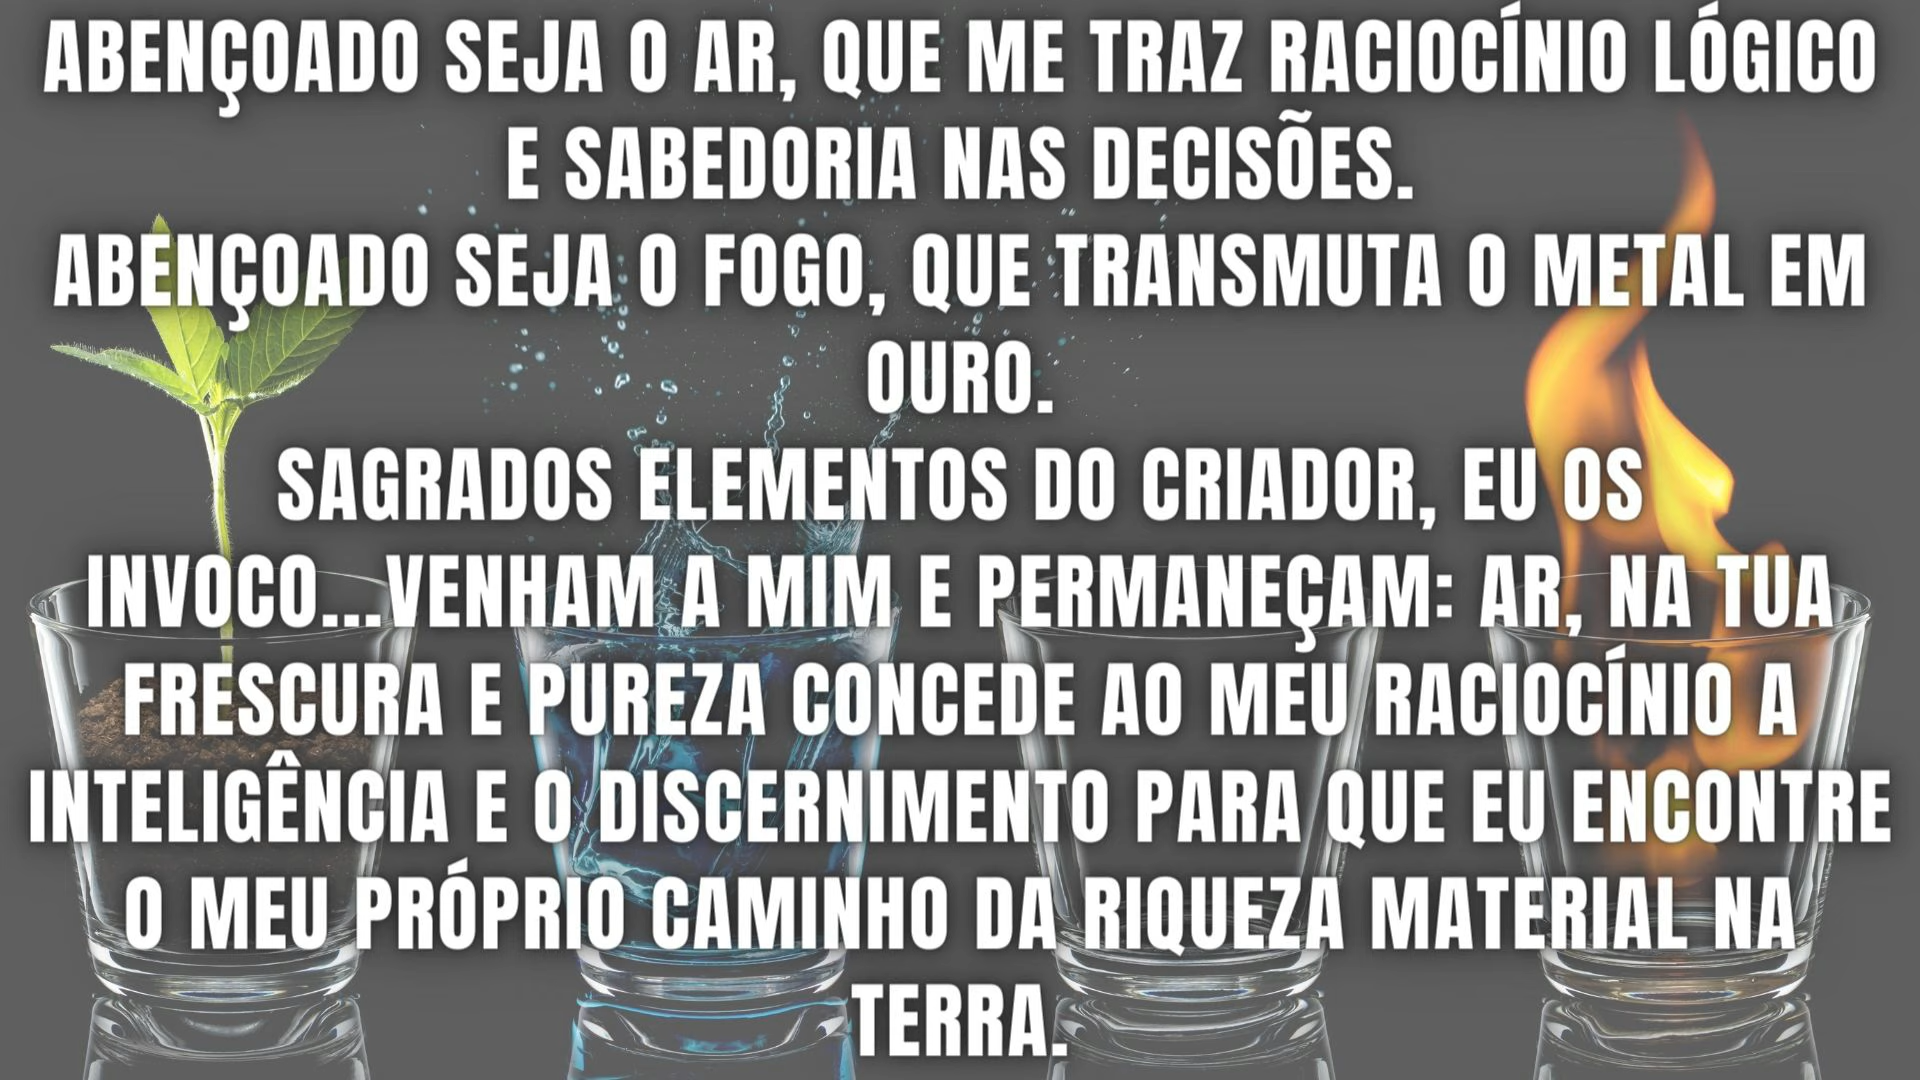 ABENÇOADO SEJA O AR, QUE ME TRAZ RACIOCÍNIO LÓGICO
E SABEDORIA NAS DECISÕES.
ABENÇOADO SEJA O FOGO, QUE TRANSMUTA O METAL EM
OURO.
SAGRADOS ELEMENTOS DO CRIADOR, EU OS
INVOCO...VENHAM A MIM E PERMANEÇAM: AR, NA TUA
FRESCURA E PUREZA CONCEDE AO MEU RACIOCÍNIO A
INTELIGÊNCIA E O DISCERNIMENTO PARA QUE EU ENCONTRE
O MEU PRÓPRIO CAMINHO DA RIQUEZA MATERIAL NA
TERRA.